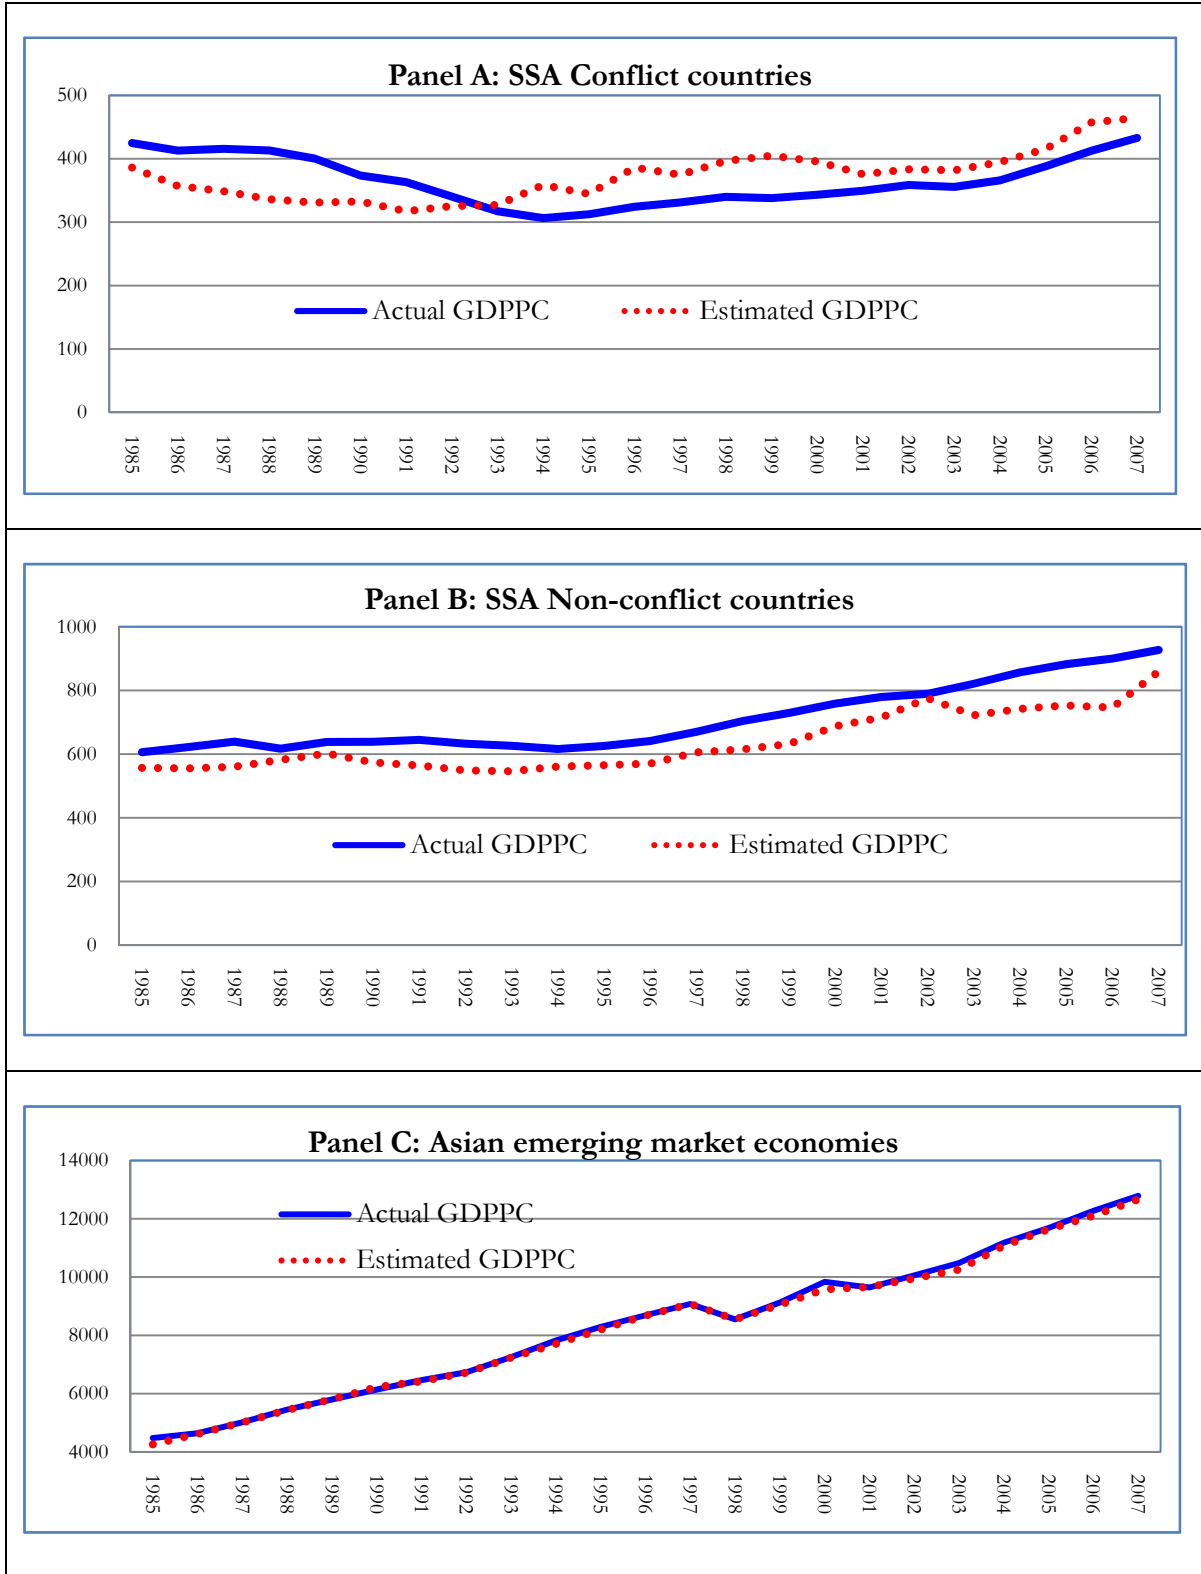 Panel A: SSA Conflict countries
500
400
300
200
100
0
Actual GDPPC Estimated GDPPC
1985 1986 1987 1988 1989 1990 1991 1992 1993 1994 1995 1996 1997 1998 1999 2000 2001 2002 2003 2004 2005 2006 2007
Panel B: SSA Non-conflict countries
1000
800
600
400
200
0
Actual GDPPC Estimated GDPPC
1985 1986 1987 1988 1989 1990 1991 1992 1993 1994 1995 1996 1997 1998 1999 2000 2001 2002 2003 2004 2005 2006 2007
Panel C: Asian emerging market economies
14000
12000
10000
8000
6000
4000
Actual GDPPC
Estimated GDPPC
1985 1986 1987 1988 1989 1990 1991 1992 1993 1994 1995 1996 1997 1998 1999 2000 2001 2002 2003 2004 2005 2006 2007